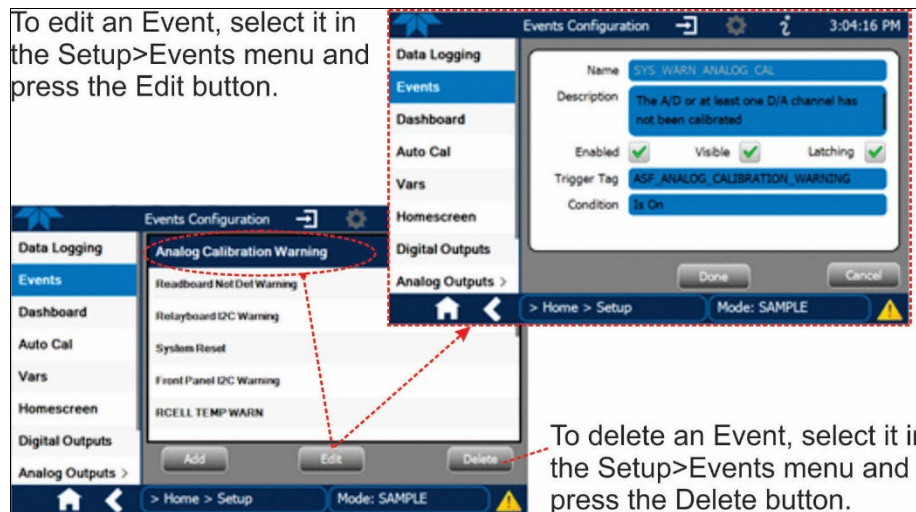 To edit an Event, select it in
the Setup>Events menu and
press the Edit button.
Events Configuration
3:04:16 PM
Data Logging
Events
Dashboard
Auto Cal
Vars
Homescreen
Digital Outputs
Analog Outputs >
Name SYS_WARN_ANALOG_CAL
Description The A/D or at least one D/A channel has
not been calibrated
Enabled Visible Latching
Trigger Tag ASF_ANALOG_CALIBRATION_WARNING
Condition Is On
Done Cancel
> Home > Setup Mode: SAMPLE
Events Configuration
Data Logging
Events
Dashboard
Auto Cal
Vars
Homescreen
Digital Outputs
Analog Outputs >
Analog Calibration Warning
Readboard Not Det Warning
Relayboard I2C Warning
System Reset
Front Panel I2C Warning
RCELL TEMP WARN
Add Edit Delete
> Home > Setup Mode: SAMPLE
To delete an Event, select it in
the Setup>Events menu and
press the Delete button.